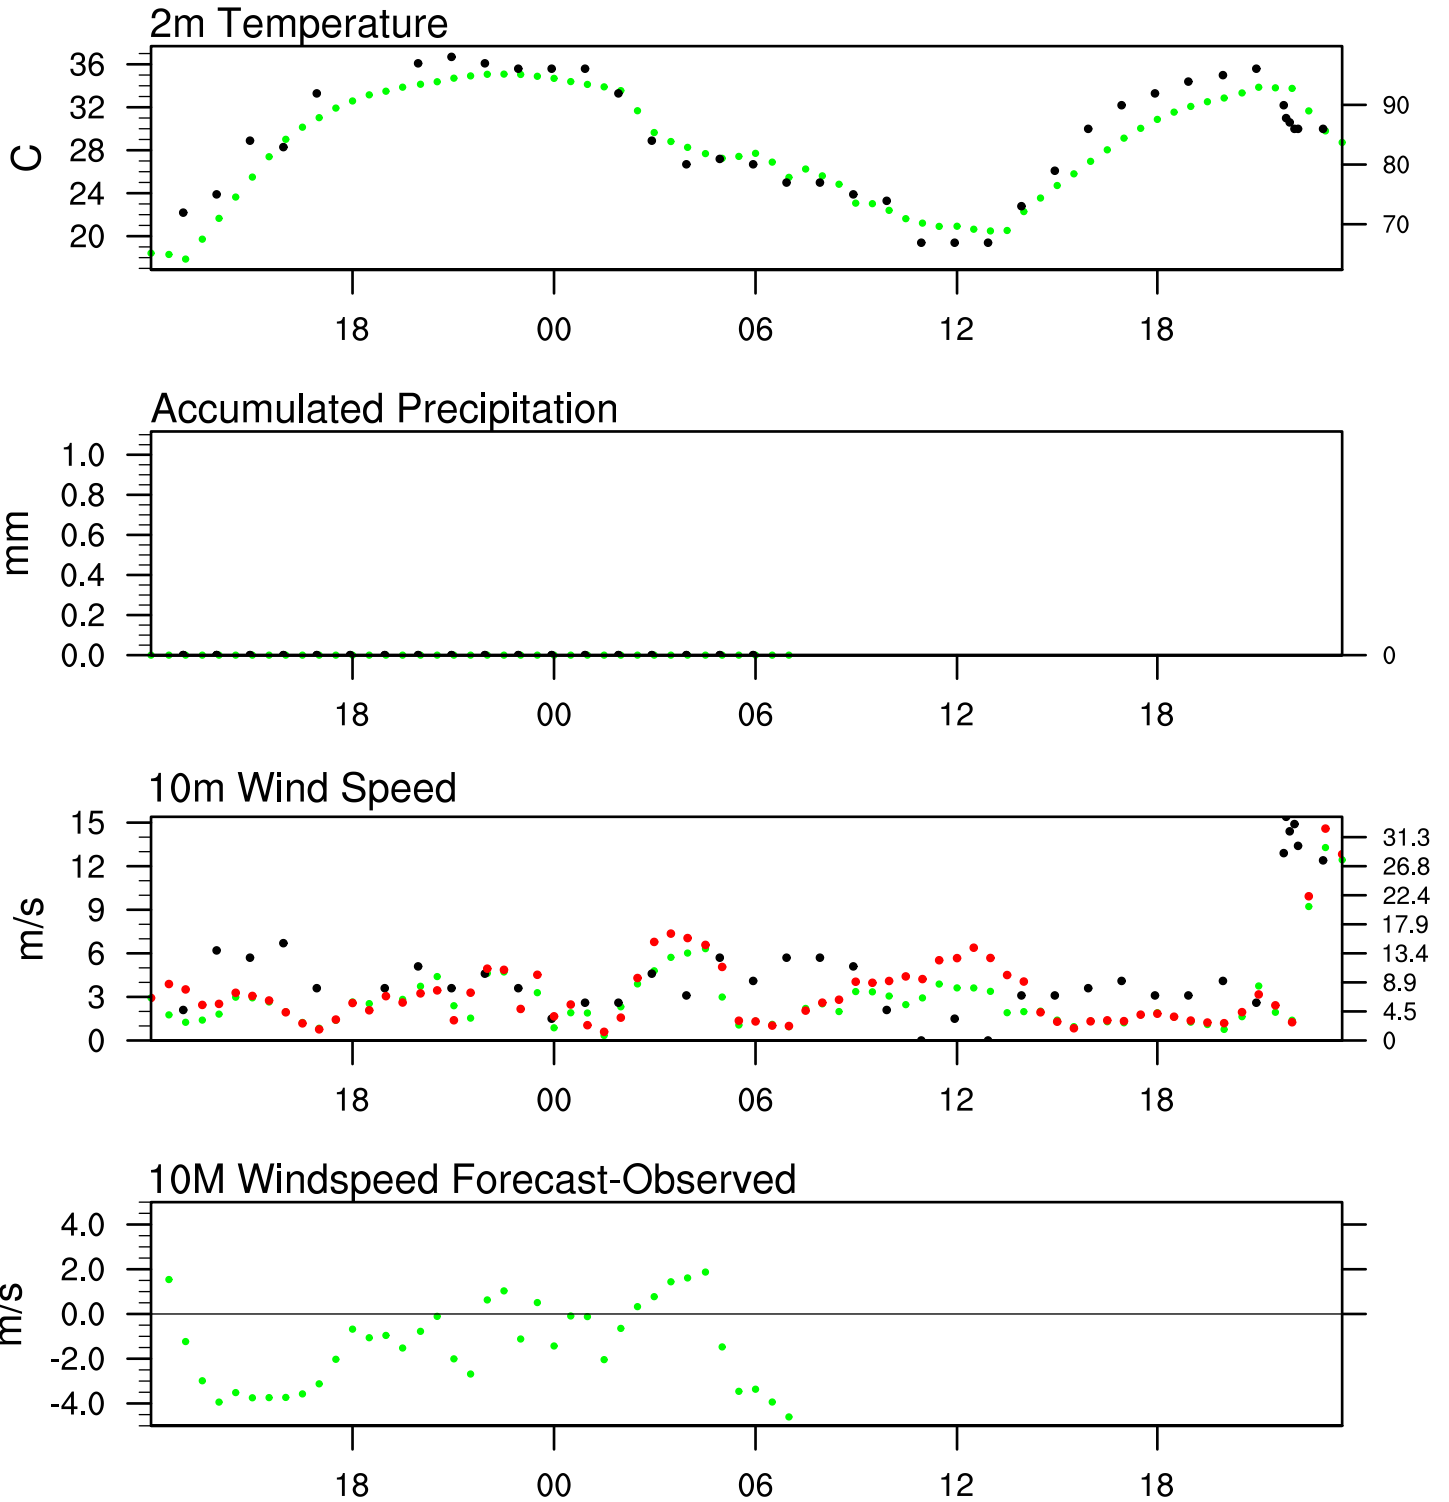 2m Temperature
36
32
28
24
20
C
90
80
70
18 00 06 12 18
Accumulated Precipitation
1.0
0.8
0.6
0.4
0.2
0.0
mm
0
18 00 06 12 18
10m Wind Speed
15
12
9
6
3
0
m/s
31.3
26.8
22.4
17.9
13.4
8.9
4.5
0
18 00 06 12 18
10M Windspeed Forecast-Observed
4.0
2.0
0.0
-2.0
-4.0
m/s
18 00 06 12 18